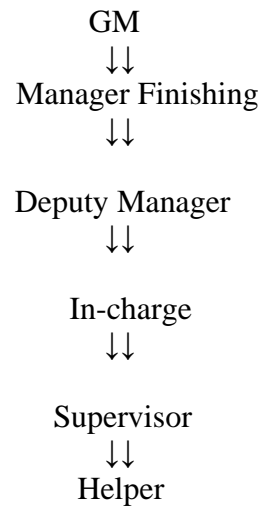 GM
↓↓
Manager Finishing
↓↓
Deputy Manager
↓↓
In-charge
↓↓
Supervisor
↓↓
Helper